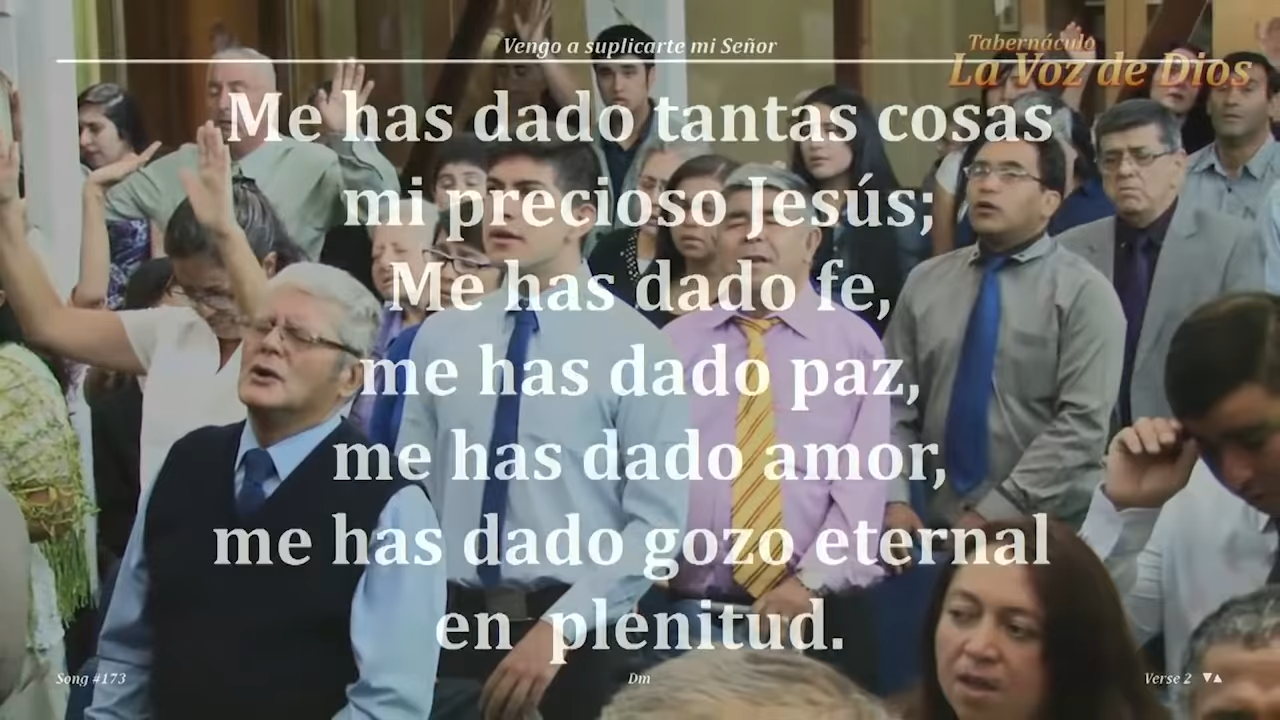 Vengo a suplicarte mi Señor
Tabernáculo
La Voz de Dios
Me has dado tantas cosas
mi precioso Jesús;
Me has dado fe,
me has dado paz,
me has dado amor,
me has dado gozo eternal
en plenitud.
Song #173
Dm
Verse 2 ▼▲